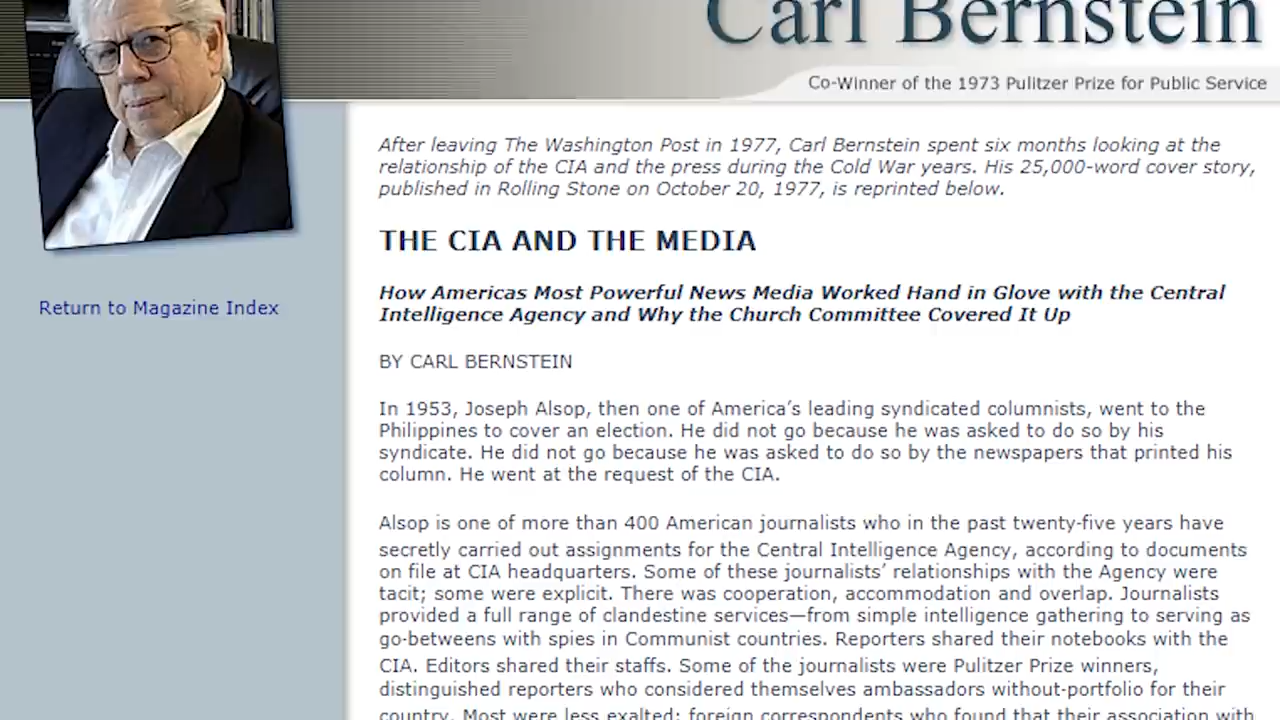 Carl Bernstein
Co-Winner of the 1973 Pulitzer Prize for Public Service
After leaving The Washington Post in 1977, Carl Bernstein spent six months looking at the
relationship of the CIA and the press during the Cold War years. His 25,000-word cover story,
published in Rolling Stone on October 20, 1977, is reprinted below.
THE CIA AND THE MEDIA
How Americas Most Powerful News Media Worked Hand in Glove with the Central
Intelligence Agency and Why the Church Committee Covered It Up
Return to Magazine Index
BY CARL BERNSTEIN
In 1953, Joseph Alsop, then one of America’s leading syndicated columnists, went to the
Philippines to cover an election. He did not go because he was asked to do so by his
syndicate. He did not go because he was asked to do so by the newspapers that printed his
column. He went at the request of the CIA.
Alsop is one of more than 400 American journalists who in the past twenty-five years have
secretly carried out assignments for the Central Intelligence Agency, according to documents
on file at CIA headquarters. Some of these journalists’ relationships with the Agency were
tacit; some were explicit. There was cooperation, accommodation and overlap. Journalists
provided a full range of clandestine services—from simple intelligence gathering to serving as
go-betweens with spies in Communist countries. Reporters shared their notebooks with the
CIA. Editors shared their staffs. Some of the journalists were Pulitzer Prize winners,
distinguished reporters who considered themselves ambassadors without-portfolio for their
country. Most were less exalted: foreign correspondents who found that their association with